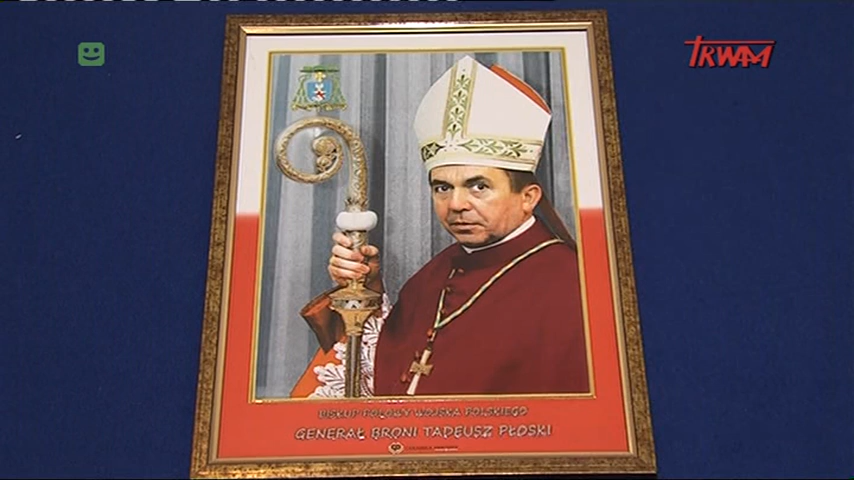 TRWAM
BISKUP POLOWY WOJSKA POLSKIEGO
GENERAŁ BRONI TADEUSZ PŁOSKI